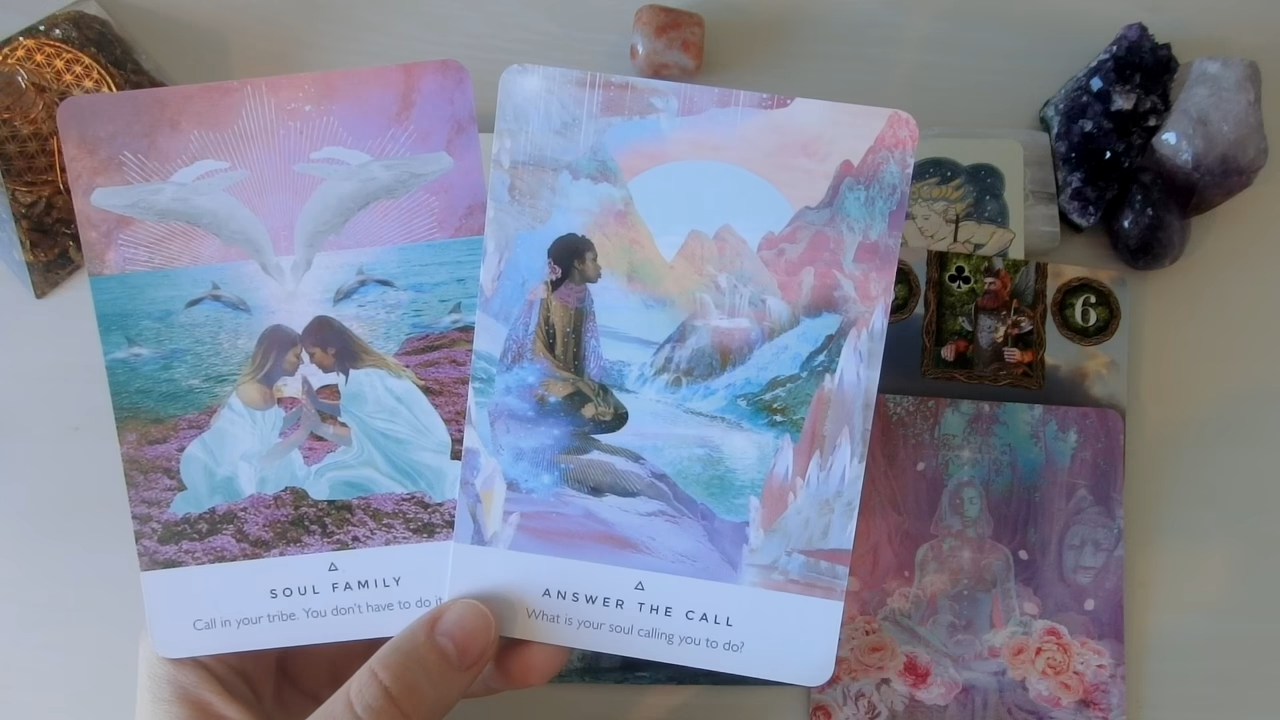 SOUL FAMILY
Call in your tribe. You don't have to do it
ANSWER THE CALL
What is your soul calling you to do?
6